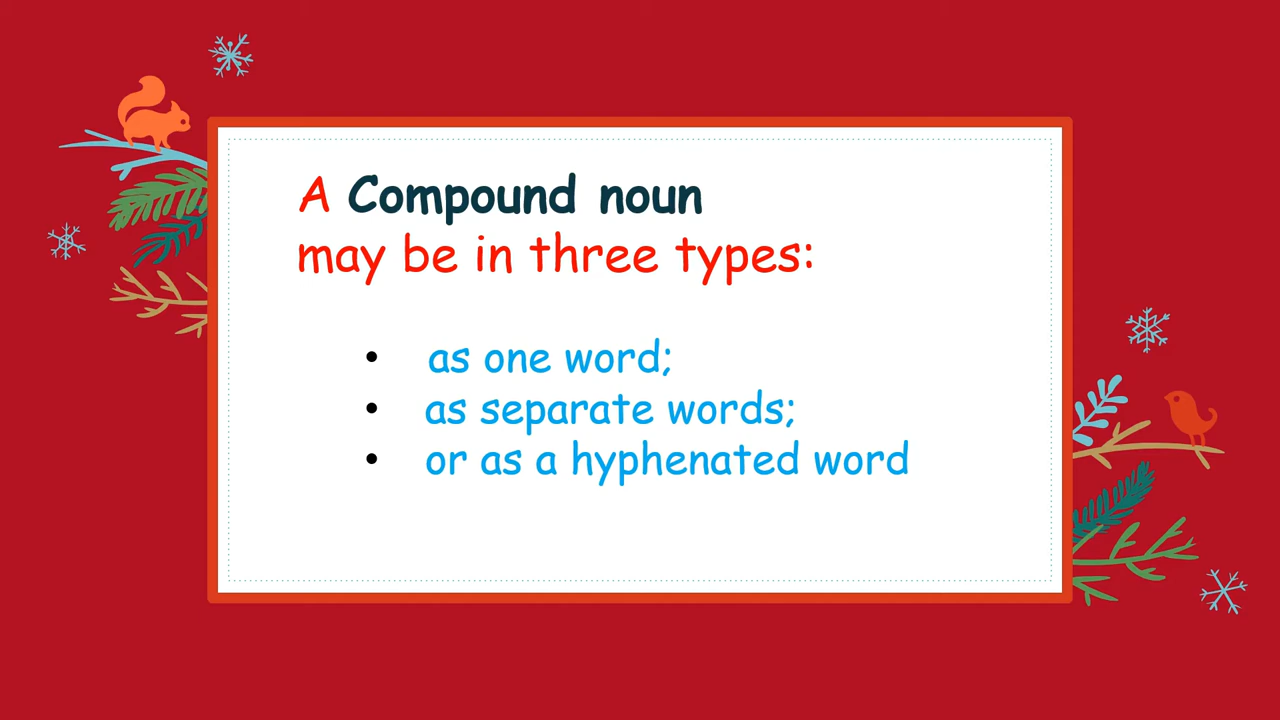 A Compound noun
may be in three types:
• as one word;
• as separate words;
• or as a hyphenated word